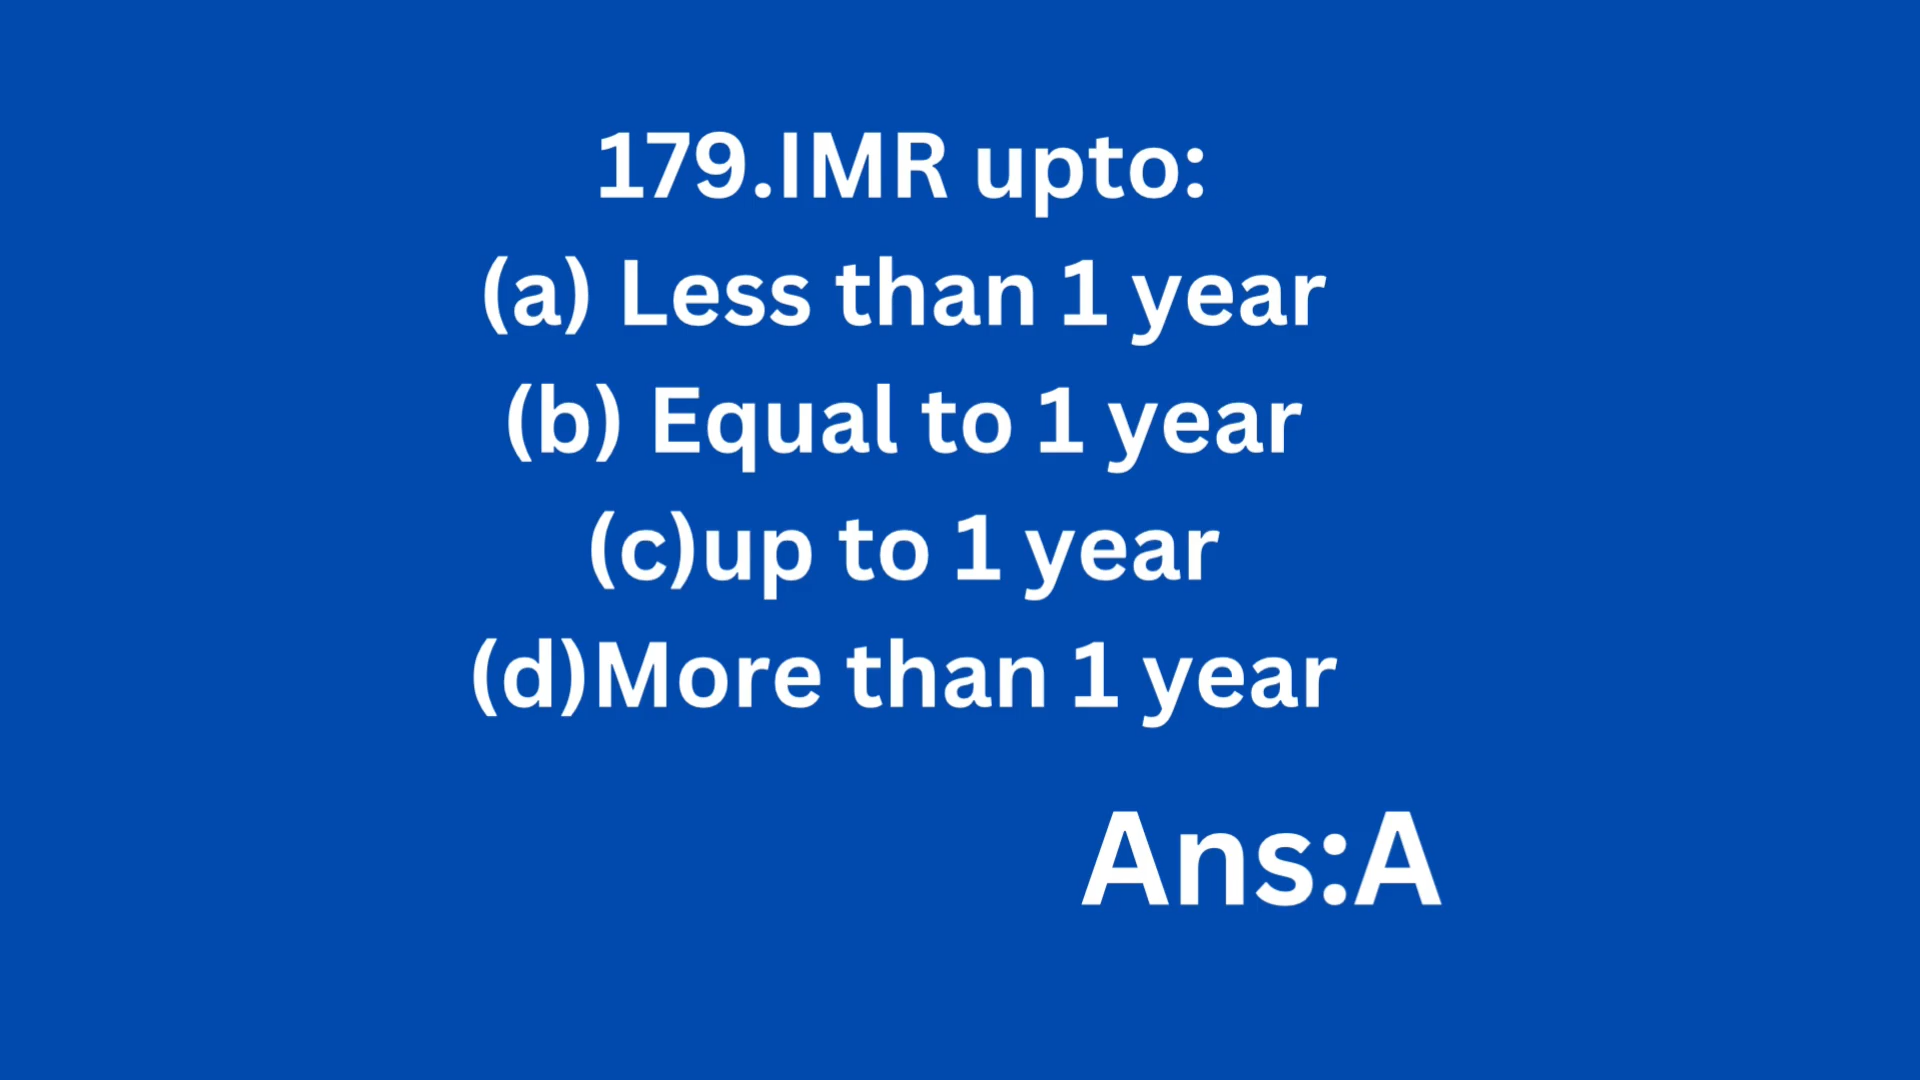 179.IMR upto:
(a) Less than 1 year
(b) Equal to 1 year
(c)up to 1 year
(d)More than 1 year
Ans:A